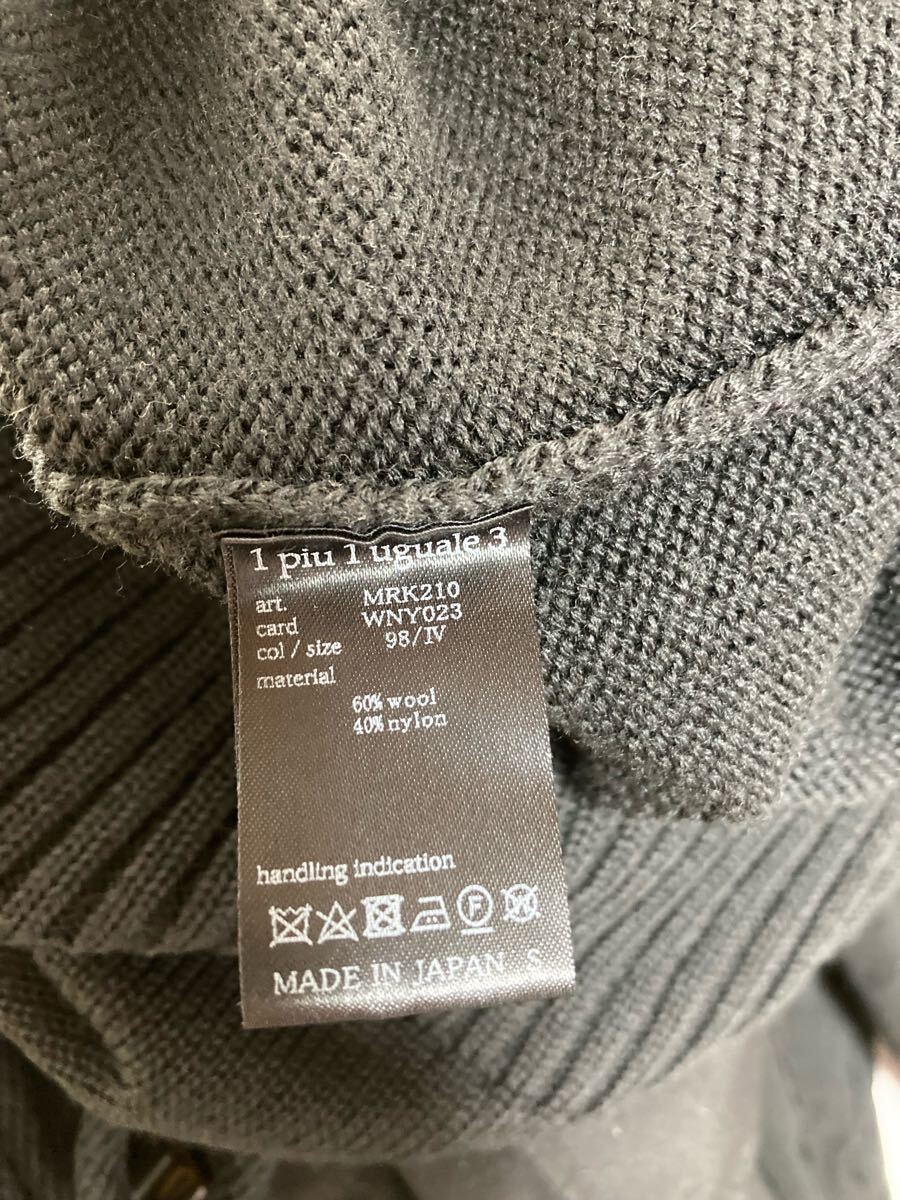 1 piu 1 uguale 3
art. MRK210
card WNY023
col / size 98/IV
material
60% wool
40% nylon
handling indication
F W
MADE IN JAPAN S